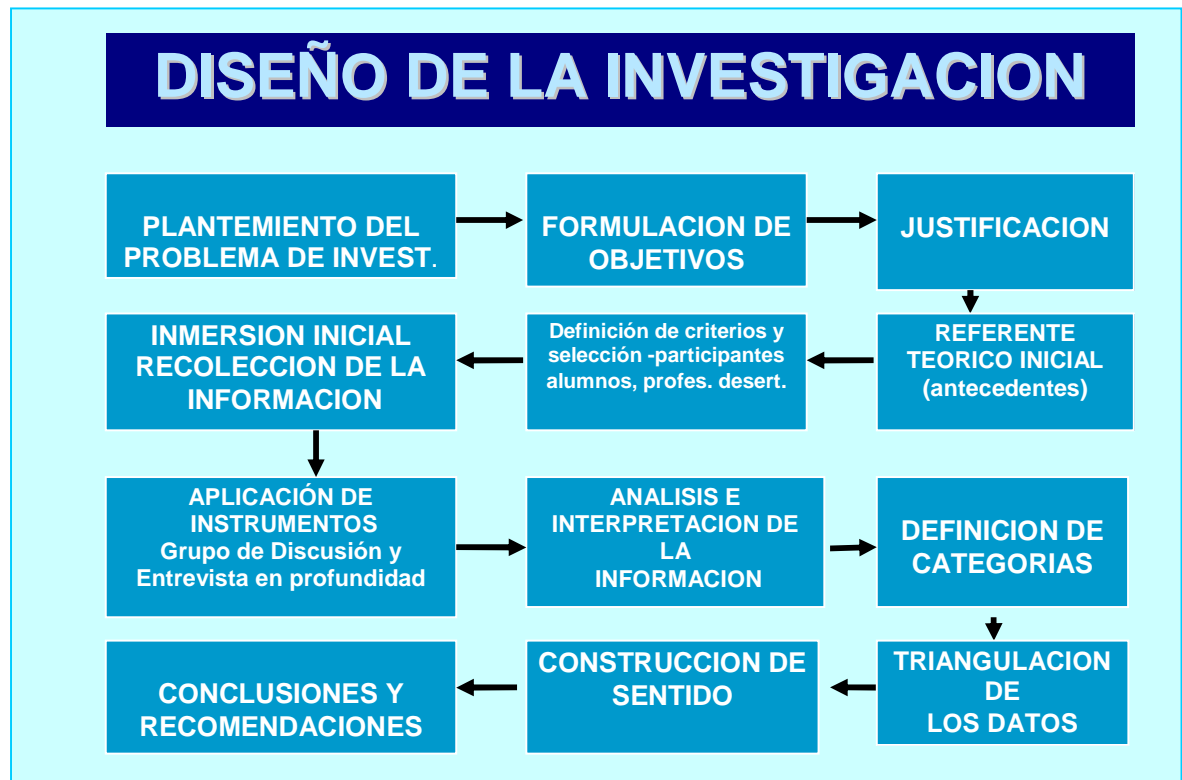 DISEÑO DE LA INVESTIGACION
PLANTEMIENTO DEL
PROBLEMA DE INVEST.
FORMULACION DE
OBJETIVOS
JUSTIFICACION
REFERENTE
TEORICO INICIAL
(antecedentes)
Definición de criterios y
selección -participantes
alumnos, profes. desert.
INMERSION INICIAL
RECOLECCION DE LA
INFORMACION
APLICACIÓN DE
INSTRUMENTOS
Grupo de Discusión y
Entrevista en profundidad
ANALISIS E
INTERPRETACION DE
LA
INFORMACION
DEFINICION DE
CATEGORIAS
TRIANGULACION
DE
LOS DATOS
CONSTRUCCION DE
SENTIDO
CONCLUSIONES Y
RECOMENDACIONES